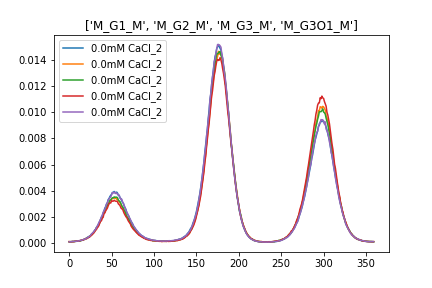 ['M_G1_M', 'M_G2_M', 'M_G3_M', 'M_G3O1_M']
0.0mM CaCl_2
0.0mM CaCl_2
0.0mM CaCl_2
0.0mM CaCl_2
0.0mM CaCl_2
0.014
0.012
0.010
0.008
0.006
0.004
0.002
0.000
0 50 100 150 200 250 300 350